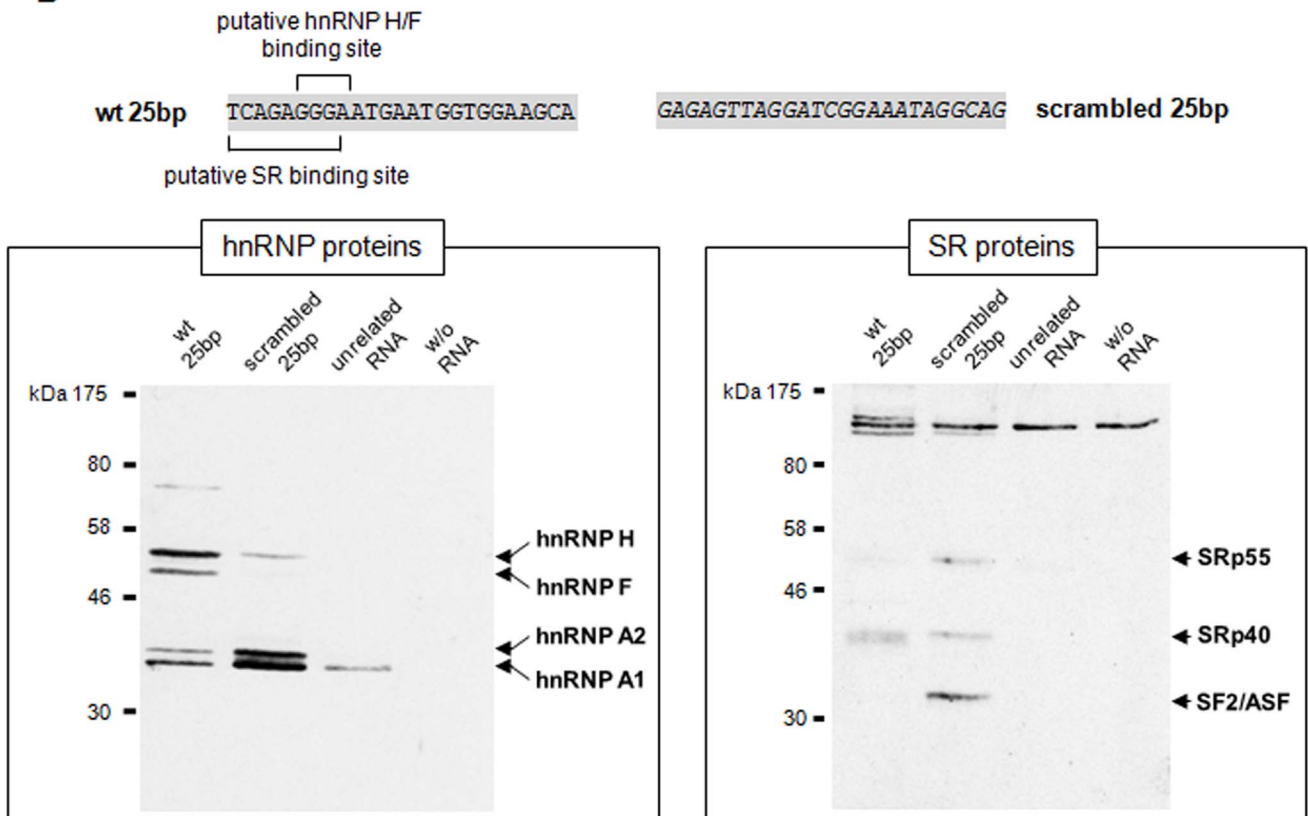 putative hnRNP H/F
binding site
wt 25bp TCAGAGGGAATGAATGGTGGAAGCA GAGAGTTAGGATCGGAAATAGGCAG scrambled 25bp
putative SR binding site
hnRNP proteins
wt
25bp
scrambled
25bp
unrelated
RNA
w/o
RNA
kDa 175
80
58
46
30
hnRNP H
hnRNP F
hnRNP A2
hnRNP A1
SR proteins
wt
25bp
scrambled
25bp
unrelated
RNA
w/o
RNA
kDa 175
80
58
46
30
SRp55
SRp40
SF2/ASF